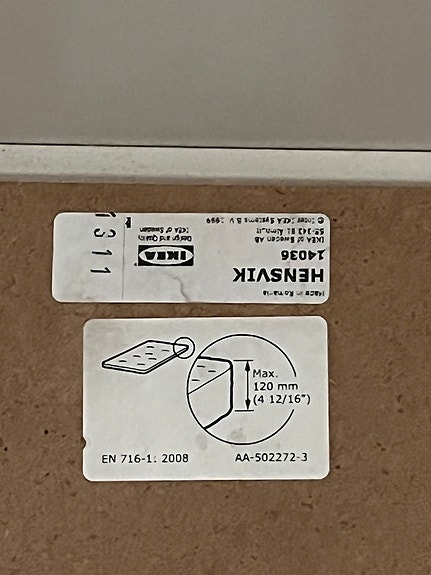 Made in Romania
HENSVIK
14036
IKEA of Sweden AB
SE-343 81 Älmhult
© Inter IKEA Systems B.V. 1999
IKEA
Design and Quality
IKEA of Sweden
1311
Max.
120 mm
(4 12/16")
EN 716-1: 2008
AA-502272-3